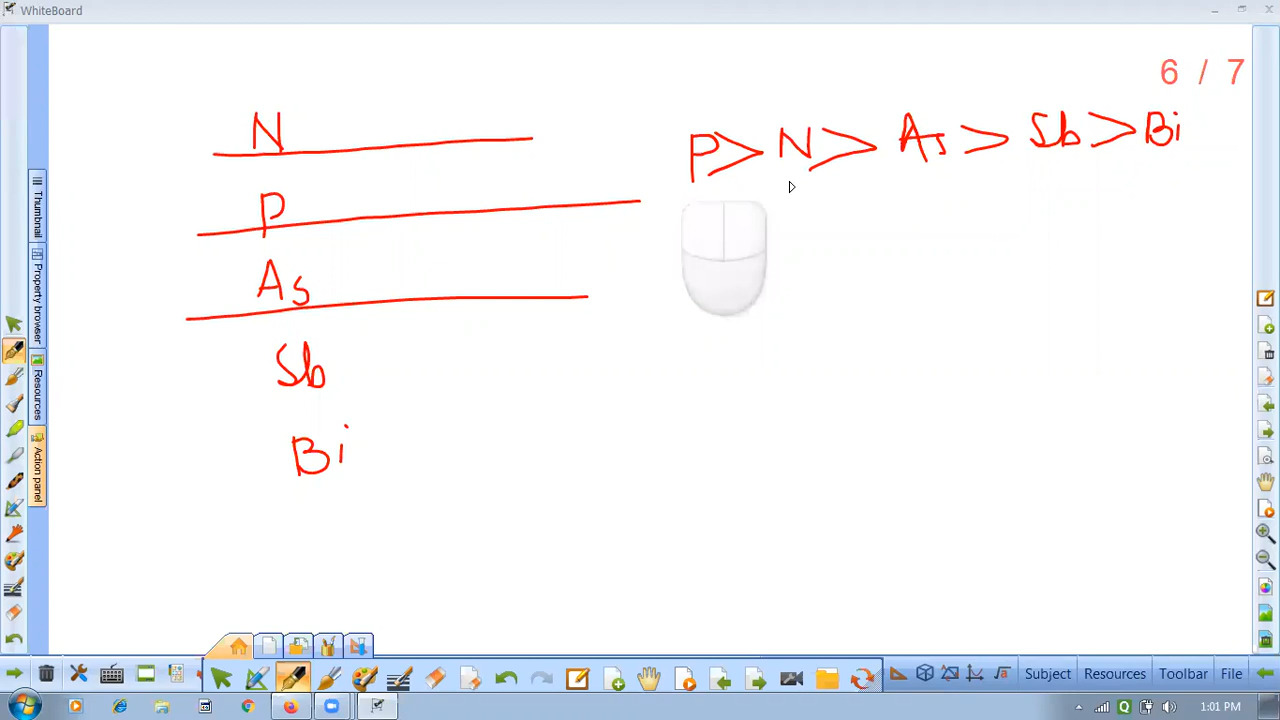 WhiteBoard
6 / 7
N
P > N > As > Sb > Bi
P
As
Sb
Bi
Thumbnail
Property browser
Resources
Action panel
Subject
Resources
Toolbar
File
1:01 PM